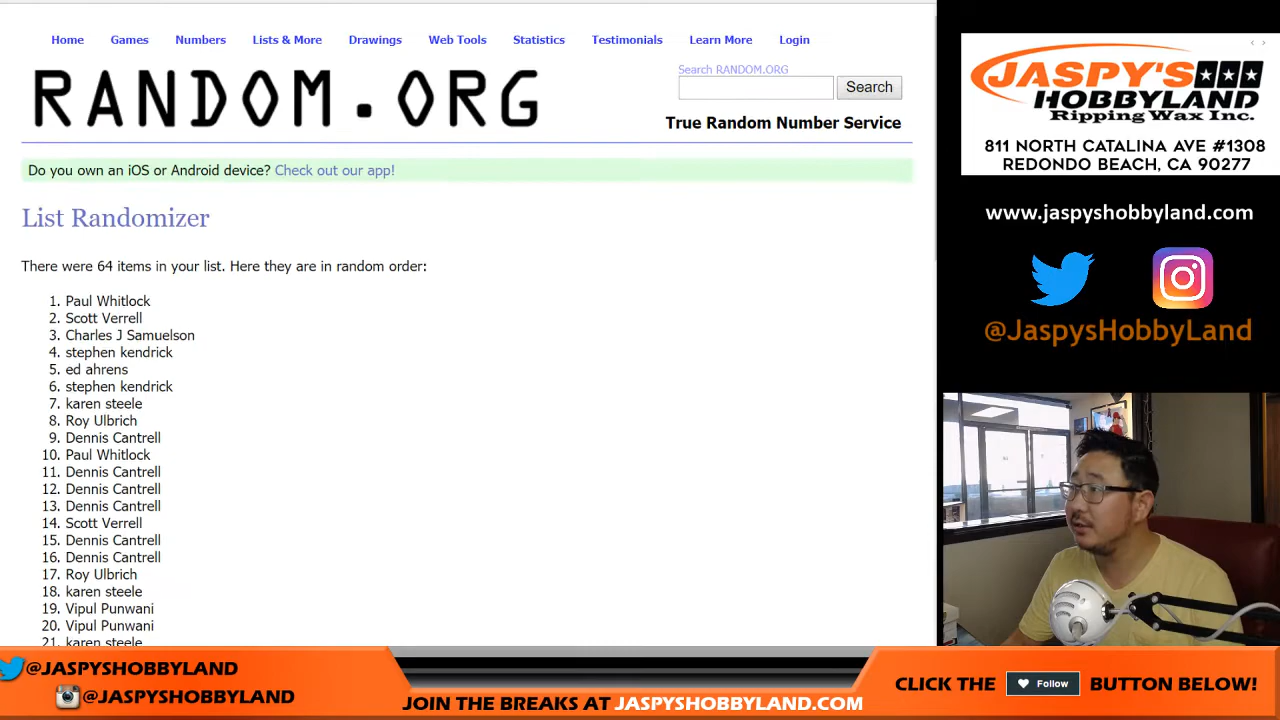 Home Games Numbers Lists & More Drawings Web Tools Statistics Testimonials Learn More Login
RANDOM.ORG
Search RANDOM.ORG
Search
True Random Number Service
Do you own an iOS or Android device? Check out our app!
List Randomizer
There were 64 items in your list. Here they are in random order:
1. Paul Whitlock
2. Scott Verrell
3. Charles J Samuelson
4. stephen kendrick
5. ed ahrens
6. stephen kendrick
7. karen steele
8. Roy Ulbrich
9. Dennis Cantrell
10. Paul Whitlock
11. Dennis Cantrell
12. Dennis Cantrell
13. Dennis Cantrell
14. Scott Verrell
15. Dennis Cantrell
16. Dennis Cantrell
17. Roy Ulbrich
18. karen steele
19. Vipul Punwani
20. Vipul Punwani
21. karen steele
JASPY'S
HOBBYLAND
Ripping Wax Inc.
811 NORTH CATALINA AVE #1308
REDONDO BEACH, CA 90277
www.jaspyshobbyland.com
@JaspysHobbyLand
@JASPYSHOBBYLAND
@JASPYSHOBBYLAND
JOIN THE BREAKS AT JASPYSHOBBYLAND.COM
CLICK THE Follow BUTTON BELOW!